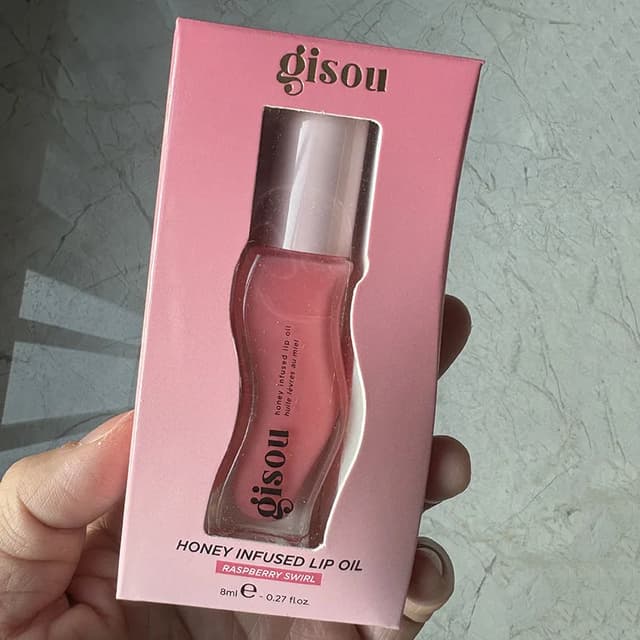 gisou
honey infused lip oil
huile lèvres au miel
gisou
HONEY INFUSED LIP OIL
RASPBERRY SWIRL
8ml ℮ - 0.27 fl.oz.